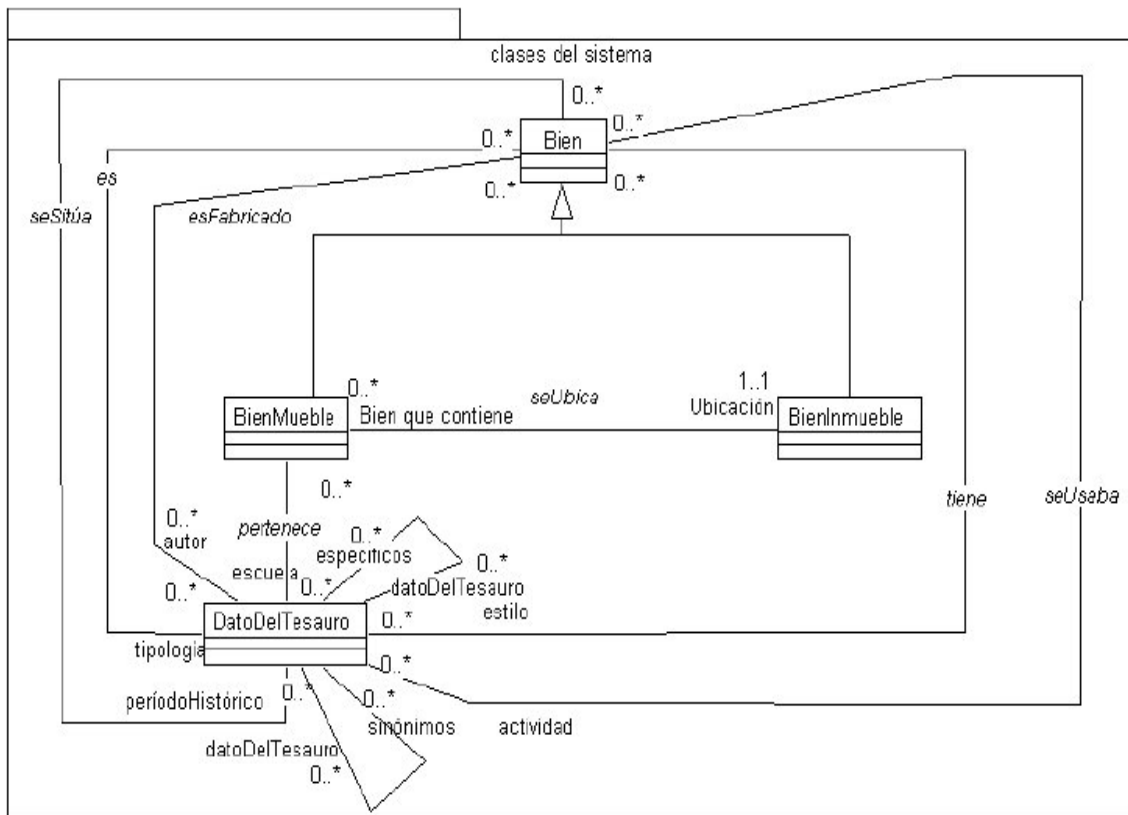 clases del sistema
0..*
0..*
0..*
Bien
es
0..*
0..*
seSitúa
esFabricado
0..*
1..1
seUbica
BienMueble
Bien que contiene
Ubicación
BienInmueble
0..*
tiene
seUsaba
0..*
autor
pertenece
0..*
específicos
0..*
escuela
0..*
0..*
datoDelTesauro
estilo
DatoDelTesauro
0..*
tipología
0..*
períodoHistórico
0..*
0..*
sinónimos
actividad
datoDelTesauro
0..*